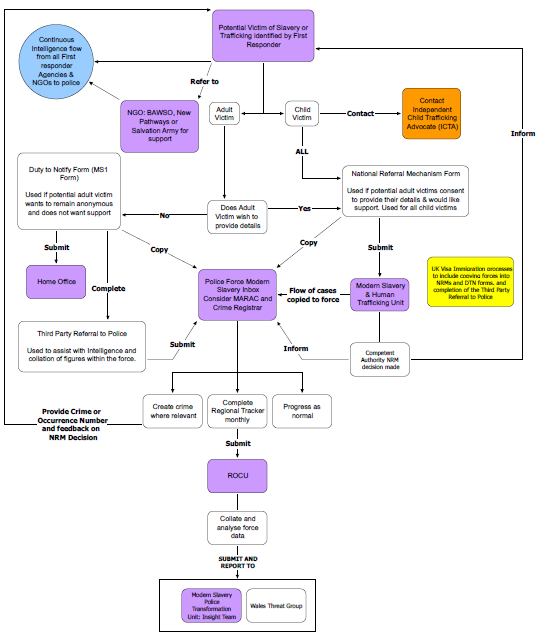 Potential Victim of Slavery or
Trafficking identified by First
Responder
Continuous
Intelligence flow
from all First
responder
Agencies &
NGOs to police
Refer to
NGO: BAWSO, New
Pathways or
Salvation Army for
support
Adult
Victim
Child
Victim
Contact
Contact
Independent
Child Trafficking
Advocate (ICTA)
Inform
ALL
Duty to Notify Form (MS1
Form)
Used if potential adult victim
wants to remain anonymous
and does not want support
National Referral Mechanism Form
Used if potential adult victims consent
to provide their details & would like
support. Used for all child victims
Does Adult
Victim wish to
provide details
No
Yes
Submit
Copy
Copy
Submit
Home Office
Complete
Police Force Modern
Slavery Inbox
Consider MARAC and
Crime Registrar
Flow of cases
copied to force
Modern Slavery
& Human
Trafficking Unit
UK Visa Immigration processes
to include cooving forces into
NRMs and DTN forms, and
completion of the Third Party
Referral to Police
Third Party Referral to Police
Used to assist with Intelligence and
collation of figures within the force.
Submit
Inform
Competent
Authority NRM
decision made
Provide Crime or
Occurrence Number
and feedback on
NRM Decision
Create crime
where relevant
Complete
Regional Tracker
monthly
Progress as
normal
Submit
ROCU
Collate and
analyse force
data
SUBMIT AND
REPORT TO
Modern Slavery
Police
Transformation
Unit: Insight Team
Wales Threat Group